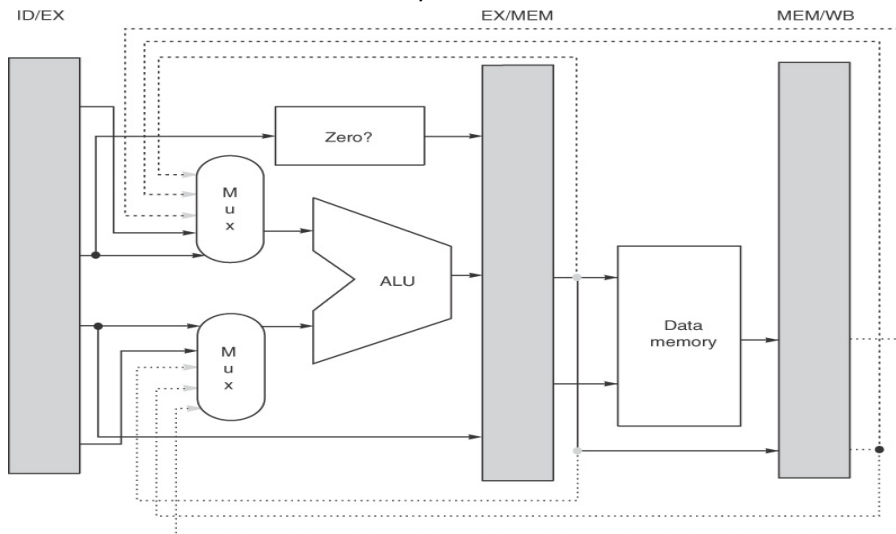 ID/EX
EX/MEM
MEM/WB
Zero?
M
u
x
ALU
M
u
x
Data
memory